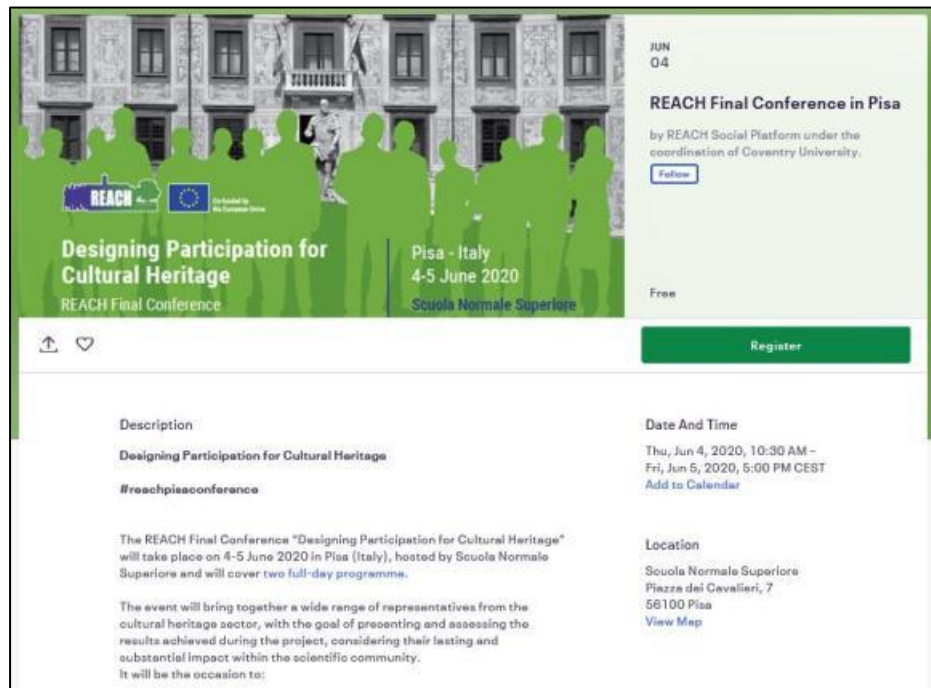 REACH
Co-funded by
the European Union
Designing Participation for
Cultural Heritage
REACH Final Conference
Pisa - Italy
4-5 June 2020
Scuola Normale Superiore
JUN
04
REACH Final Conference in Pisa
by REACH Social Platform under the
coordination of Coventry University.
Follow
Free
Register
Description
Designing Participation for Cultural Heritage
#reachpisaconference
The REACH Final Conference "Designing Participation for Cultural Heritage"
will take place on 4-5 June 2020 in Pisa (Italy), hosted by Scuola Normale
Superiore and will cover two full-day programme.
The event will bring together a wide range of representatives from the
cultural heritage sector, with the goal of presenting and assessing the
results achieved during the project, considering their lasting and
substantial impact within the scientific community.
It will be the occasion to:
Date And Time
Thu, Jun 4, 2020, 10:30 AM –
Fri, Jun 5, 2020, 5:00 PM CEST
Add to Calendar
Location
Scuola Normale Superiore
Piazza dei Cavalieri, 7
56100 Pisa
View Map